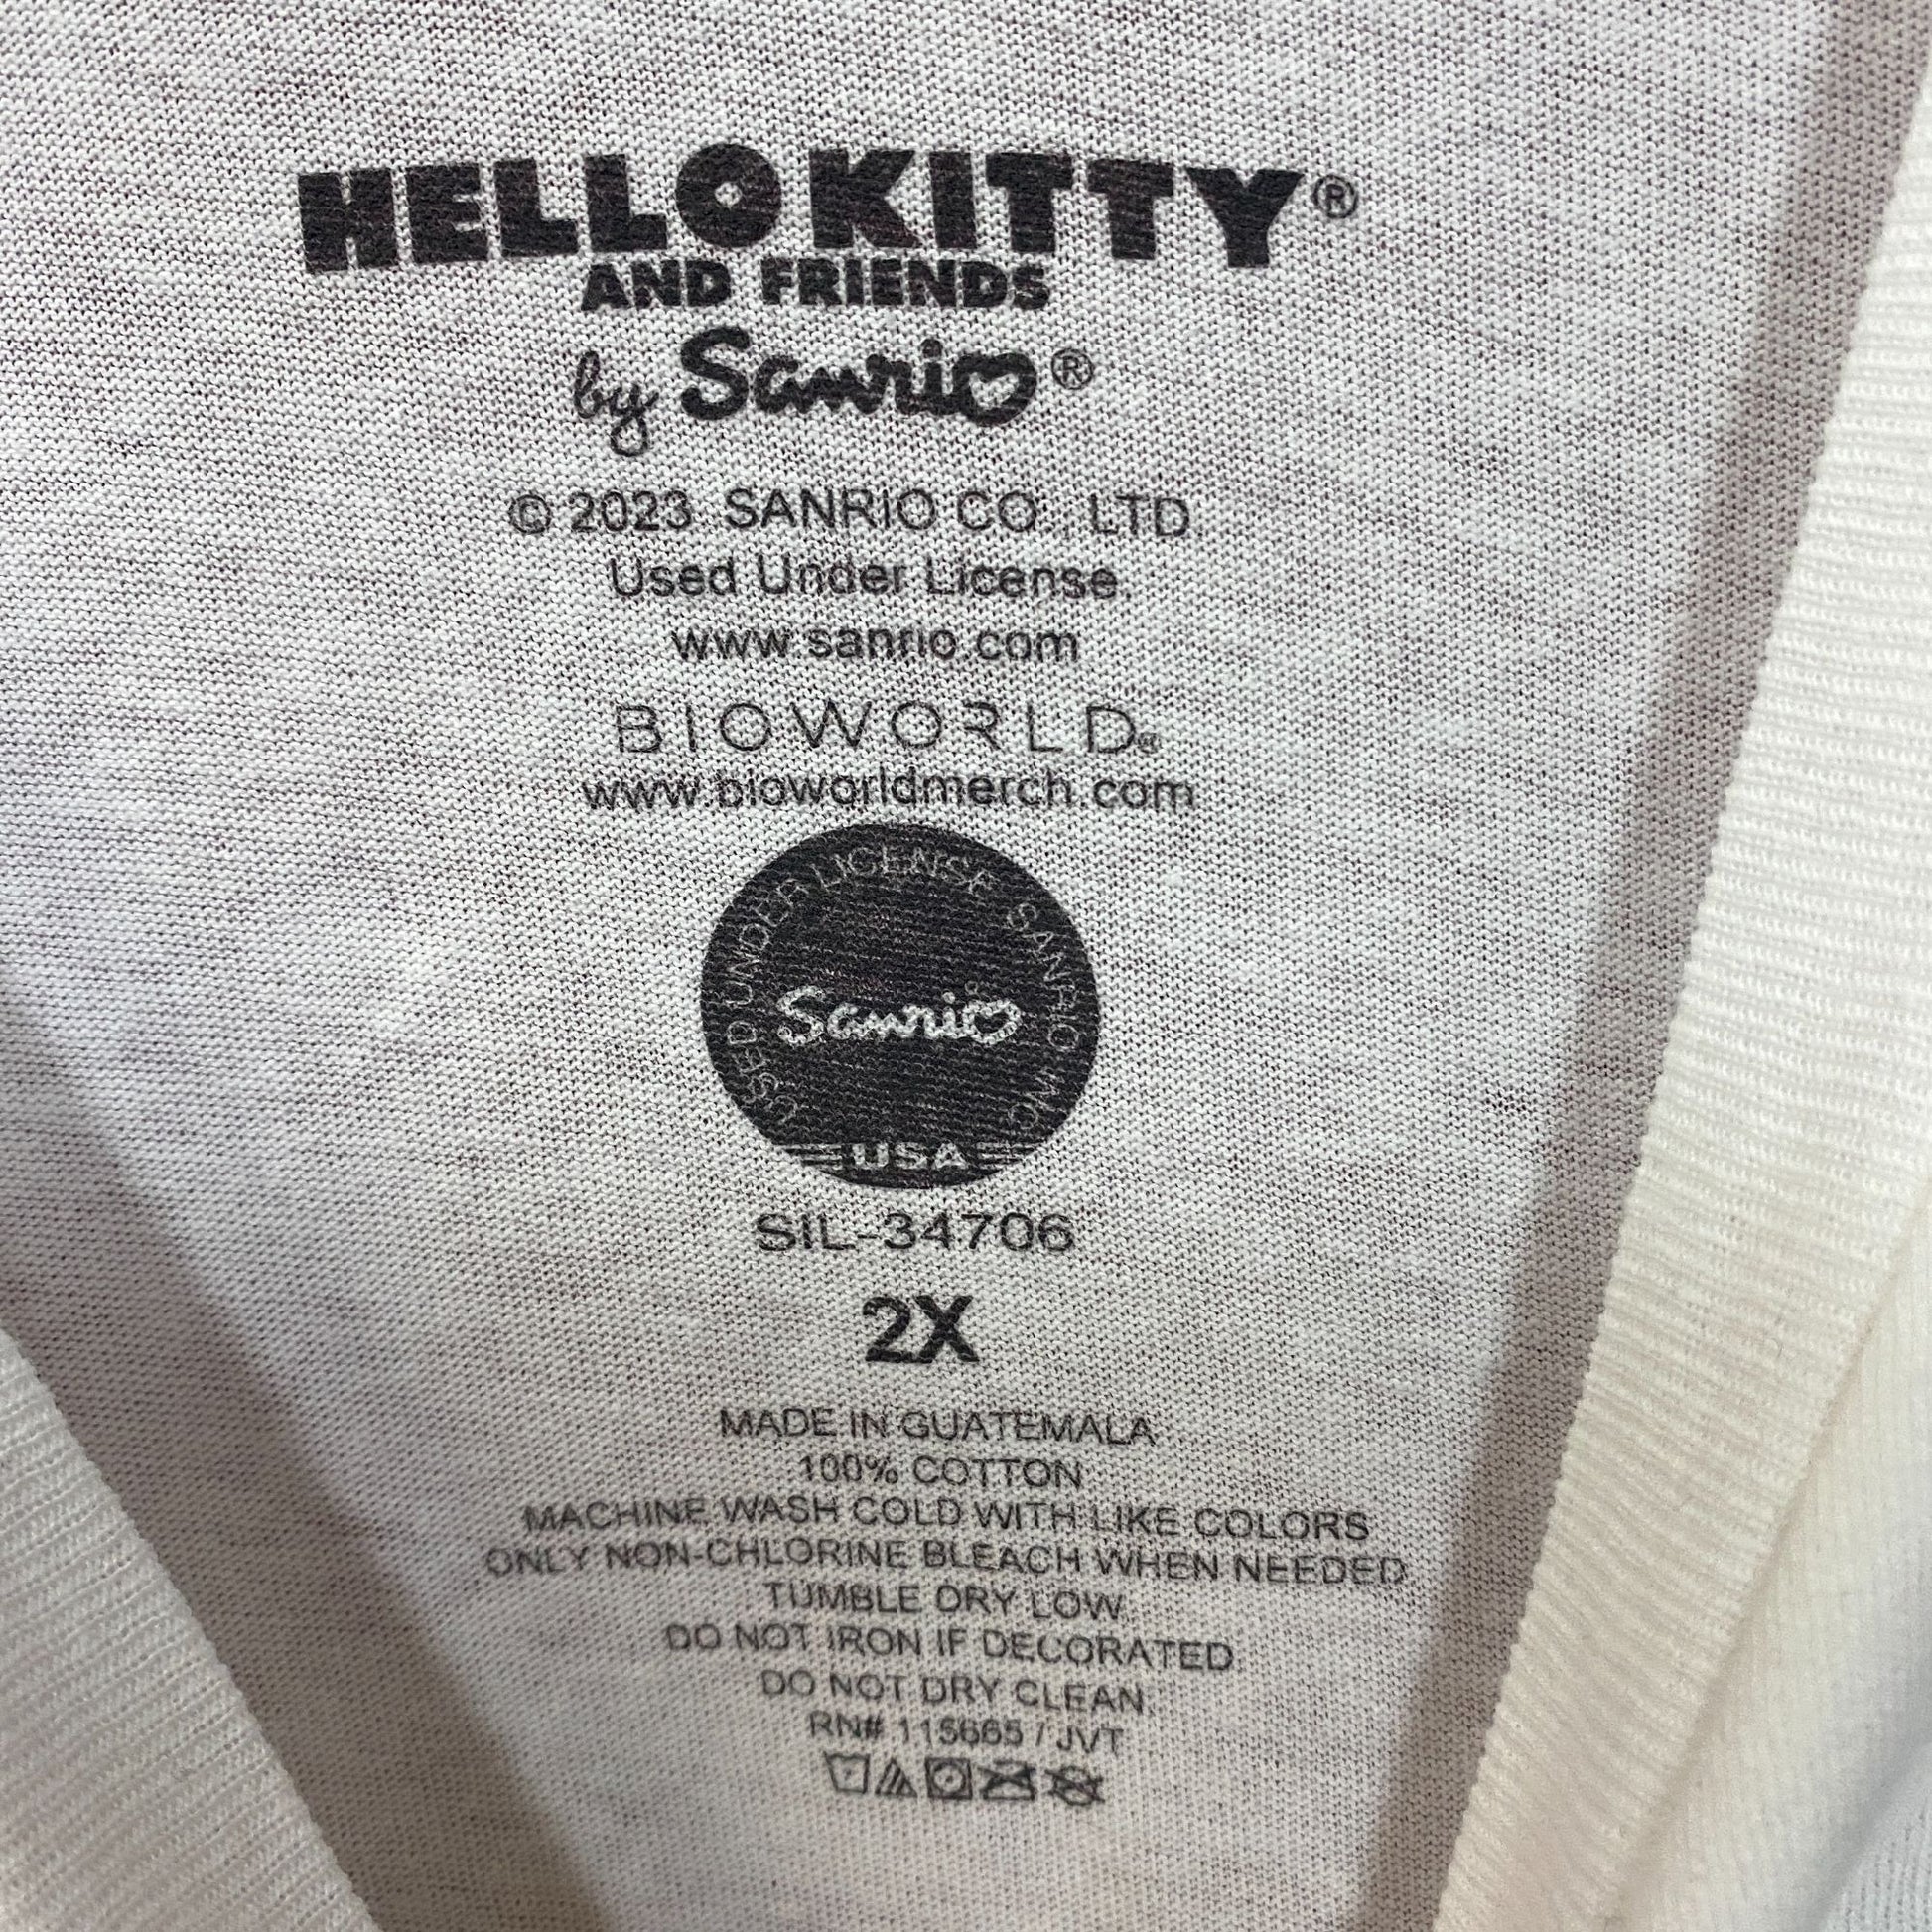 HELLO KITTY®
AND FRIENDS
by Sanrio®
© 2023 SANRIO CO., LTD.
Used Under License.
www.sanrio.com
BIOWORLD®
www.bioworldmerch.com
USED UNDER LICENSE SANRIO INC.
Sanrio
USA
SIL-34706
2X
MADE IN GUATEMALA
100% COTTON
MACHINE WASH COLD WITH LIKE COLORS
ONLY NON-CHLORINE BLEACH WHEN NEEDED
TUMBLE DRY LOW
DO NOT IRON IF DECORATED
DO NOT DRY CLEAN
RN# 115665 / JVT